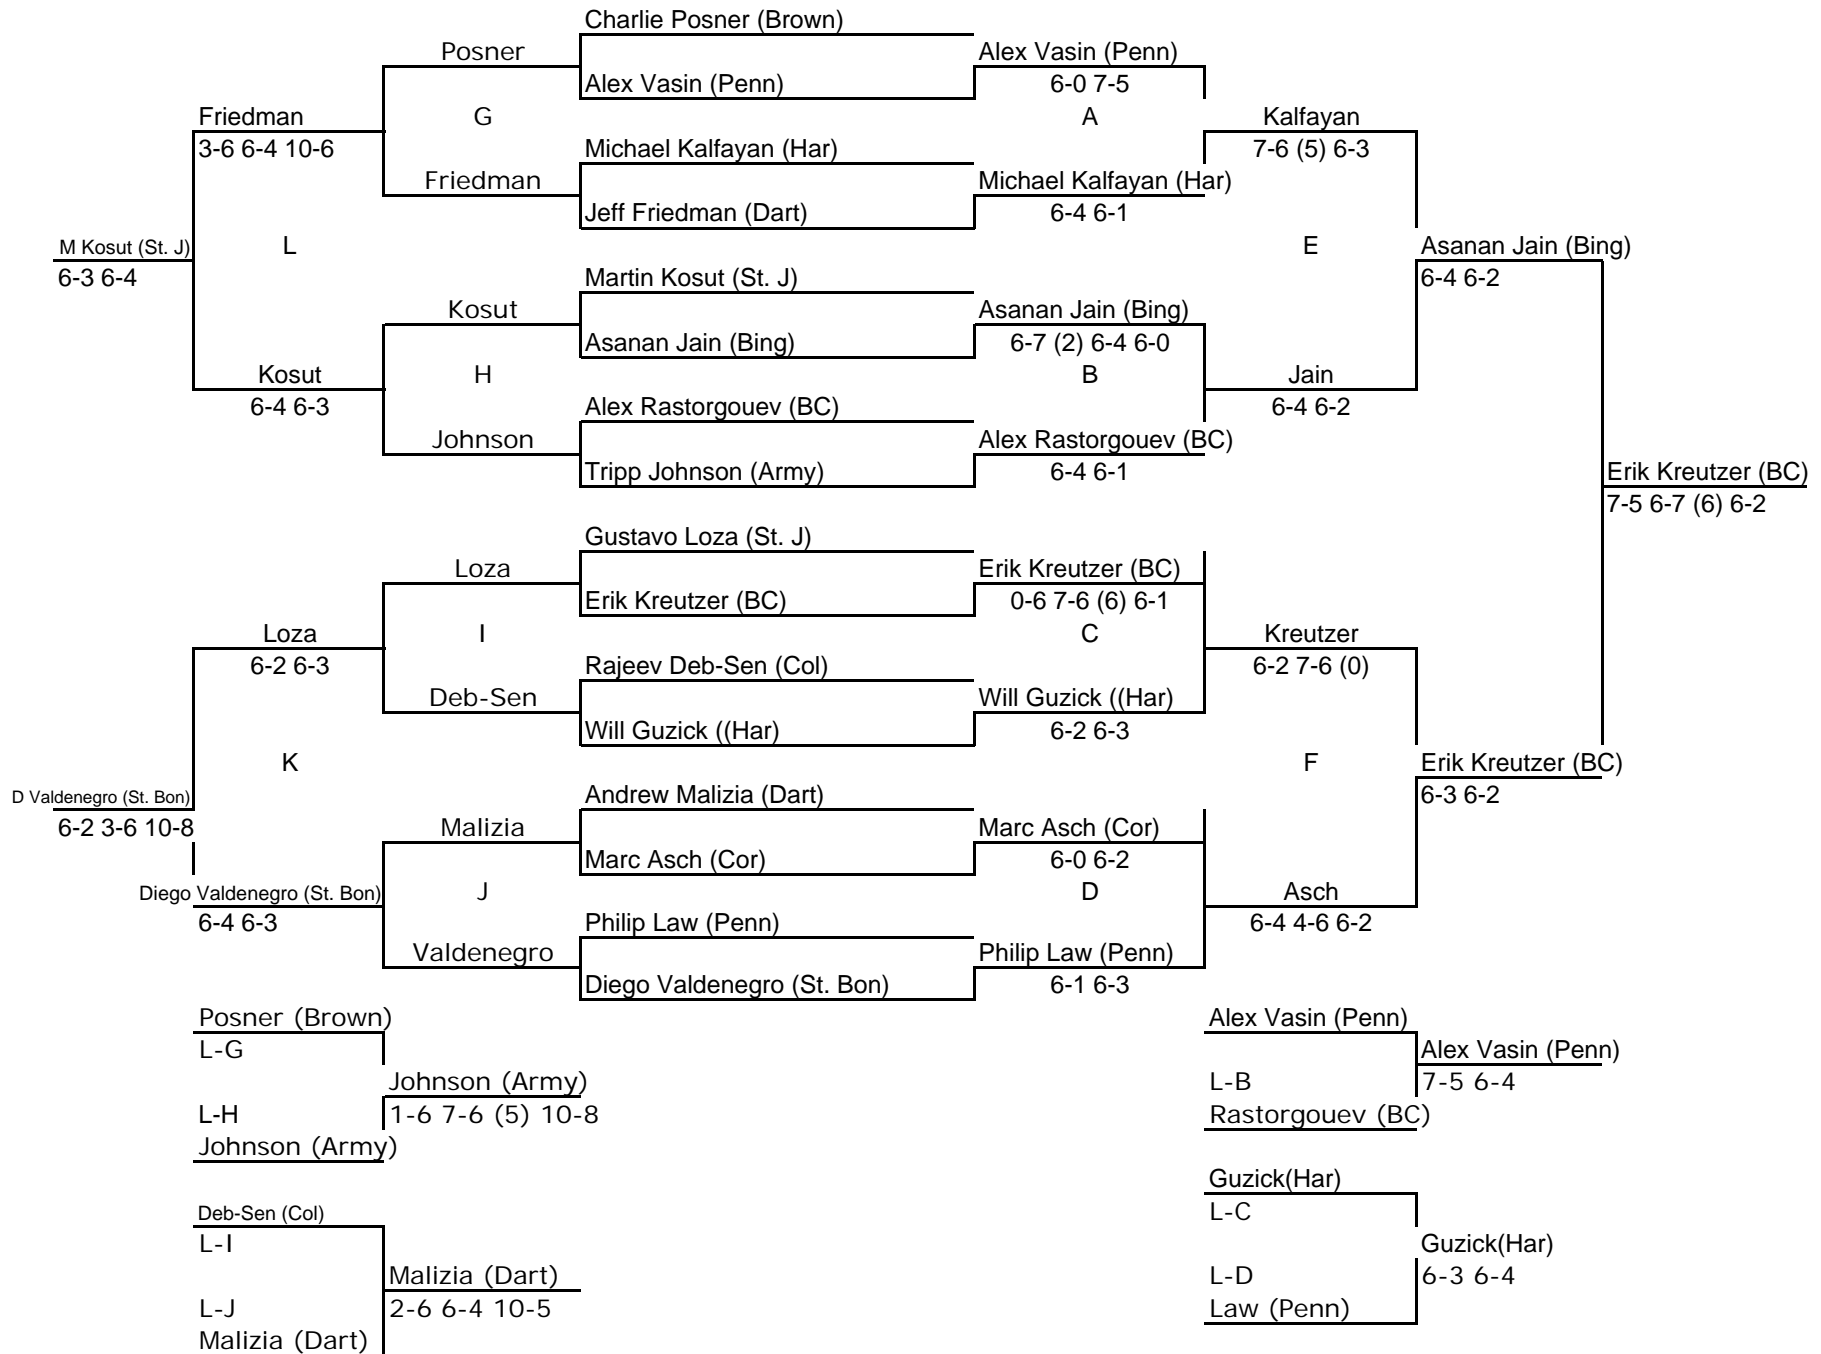 Charlie Posner (Brown)
Posner
Alex Vasin (Penn)
Alex Vasin (Penn)
6-0 7-5
Friedman
G
A
Kalfayan
3-6 6-4 10-6
Michael Kalfayan (Har)
7-6 (5) 6-3
Friedman
Michael Kalfayan (Har)
Jeff Friedman (Dart)
6-4 6-1
M Kosut (St. J)
L
E
Asanan Jain (Bing)
6-3 6-4
Martin Kosut (St. J)
6-4 6-2
Kosut
Asanan Jain (Bing)
Asanan Jain (Bing)
6-7 (2) 6-4 6-0
Kosut
H
B
Jain
6-4 6-3
Alex Rastorgouev (BC)
6-4 6-2
Johnson
Alex Rastorgouev (BC)
Tripp Johnson (Army)
6-4 6-1
Erik Kreutzer (BC)
7-5 6-7 (6) 6-2
Gustavo Loza (St. J)
Loza
Erik Kreutzer (BC)
Erik Kreutzer (BC)
0-6 7-6 (6) 6-1
Loza
I
C
Kreutzer
6-2 6-3
Rajeev Deb-Sen (Col)
6-2 7-6 (0)
Deb-Sen
Will Guzick ((Har)
Will Guzick ((Har)
6-2 6-3
K
F
Erik Kreutzer (BC)
D Valdenegro (St. Bon)
Andrew Malizia (Dart)
6-3 6-2
6-2 3-6 10-8
Malizia
Marc Asch (Cor)
Marc Asch (Cor)
6-0 6-2
Diego Valdenegro (St. Bon)
J
D
Asch
6-4 6-3
Philip Law (Penn)
6-4 4-6 6-2
Valdenegro
Philip Law (Penn)
Diego Valdenegro (St. Bon)
6-1 6-3
Posner (Brown)
Alex Vasin (Penn)
L-G
Alex Vasin (Penn)
Johnson (Army)
L-B
7-5 6-4
L-H
1-6 7-6 (5) 10-8
Rastorgouev (BC)
Johnson (Army)
Guzick(Har)
Deb-Sen (Col)
L-C
L-I
Guzick(Har)
Malizia (Dart)
L-D
6-3 6-4
L-J
2-6 6-4 10-5
Law (Penn)
Malizia (Dart)